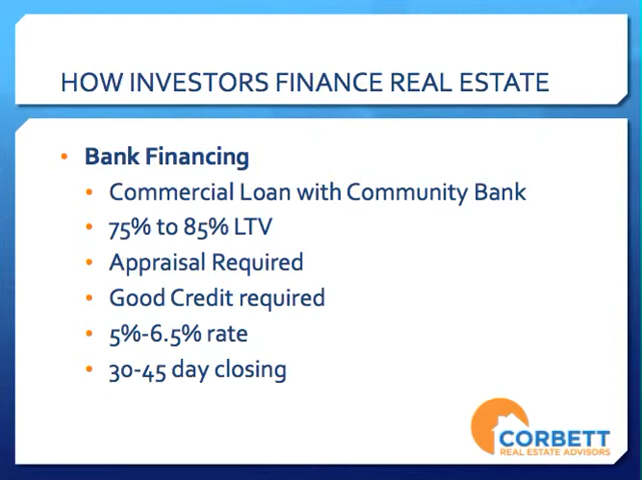 HOW INVESTORS FINANCE REAL ESTATE
• Bank Financing
• Commercial Loan with Community Bank
• 75% to 85% LTV
• Appraisal Required
• Good Credit required
• 5%-6.5% rate
• 30-45 day closing
CORBETT
REAL ESTATE ADVISORS